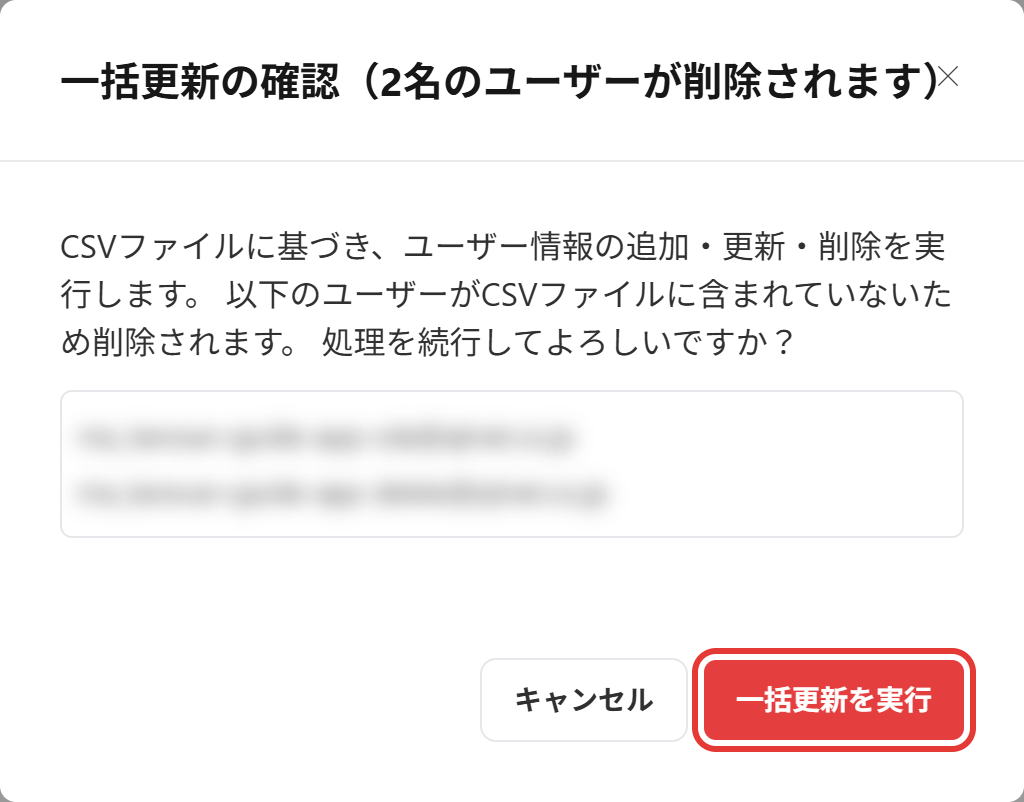 一括更新の確認（2名のユーザーが削除されます）
CSVファイルに基づき、ユーザー情報の追加・更新・削除を実
行します。 以下のユーザーがCSVファイルに含まれていないた
め削除されます。 処理を続行してよろしいですか？
キャンセル
一括更新を実行